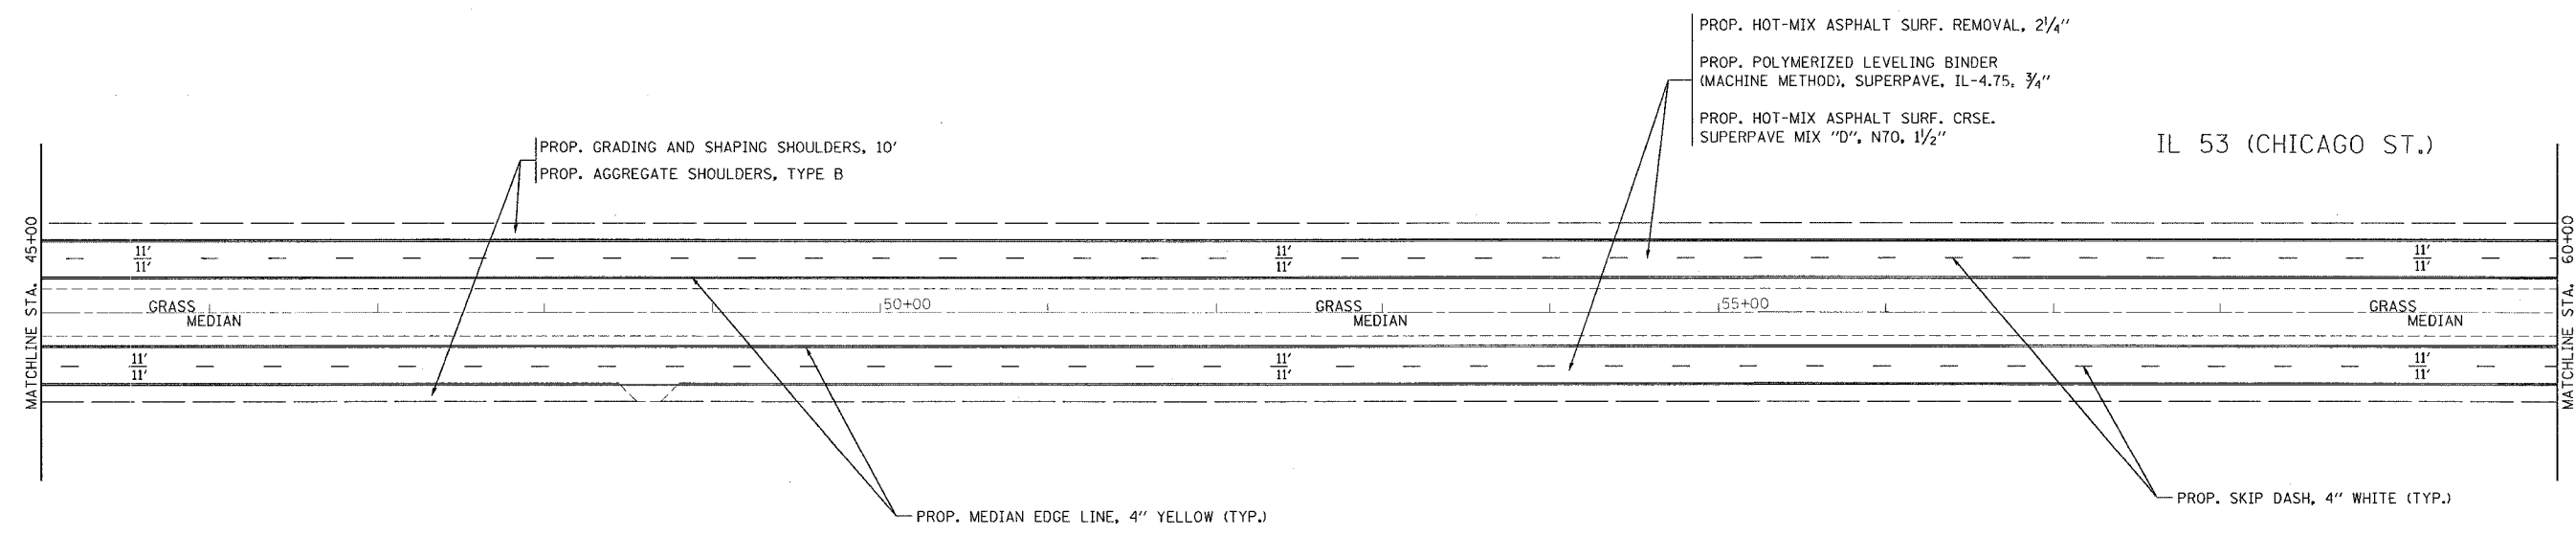 PROP. HOT-MIX ASPHALT SURF. REMOVAL, 2 1/4"
PROP. POLYMERIZED LEVELING BINDER
(MACHINE METHOD), SUPERPAVE, IL-4.75, 3/4"
PROP. HOT-MIX ASPHALT SURF. CRSE.
SUPERPAVE MIX "D", N70, 1 1/2"
IL 53 (CHICAGO ST.)
PROP. GRADING AND SHAPING SHOULDERS, 10'
PROP. AGGREGATE SHOULDERS, TYPE B
MATCHLINE STA. 45+00
MATCHLINE STA. 60+00
11'
11'
11'
11'
11'
11'
GRASS
MEDIAN
50+00
GRASS
MEDIAN
55+00
GRASS
MEDIAN
11'
11'
11'
11'
11'
11'
PROP. MEDIAN EDGE LINE, 4" YELLOW (TYP.)
PROP. SKIP DASH, 4" WHITE (TYP.)